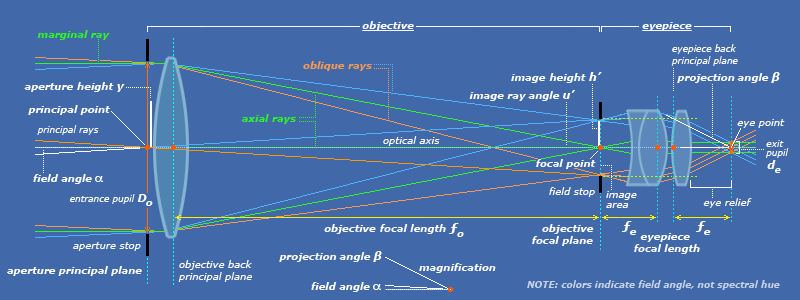 objective
eyepiece
marginal ray
oblique rays
eyepiece back
principal plane
image height h′
projection angle β
aperture height y
image ray angle u′
principal point
axial rays
eye point
principal rays
optical axis
exit
pupil
de
focal point
field angle α
entrance pupil Do
field stop
image
area
eye relief
objective focal length fo
objective
focal plane
fe
fe
eyepiece
focal length
aperture stop
aperture principal plane
objective back
principal plane
projection angle β
magnification
field angle α
NOTE: colors indicate field angle, not spectral hue